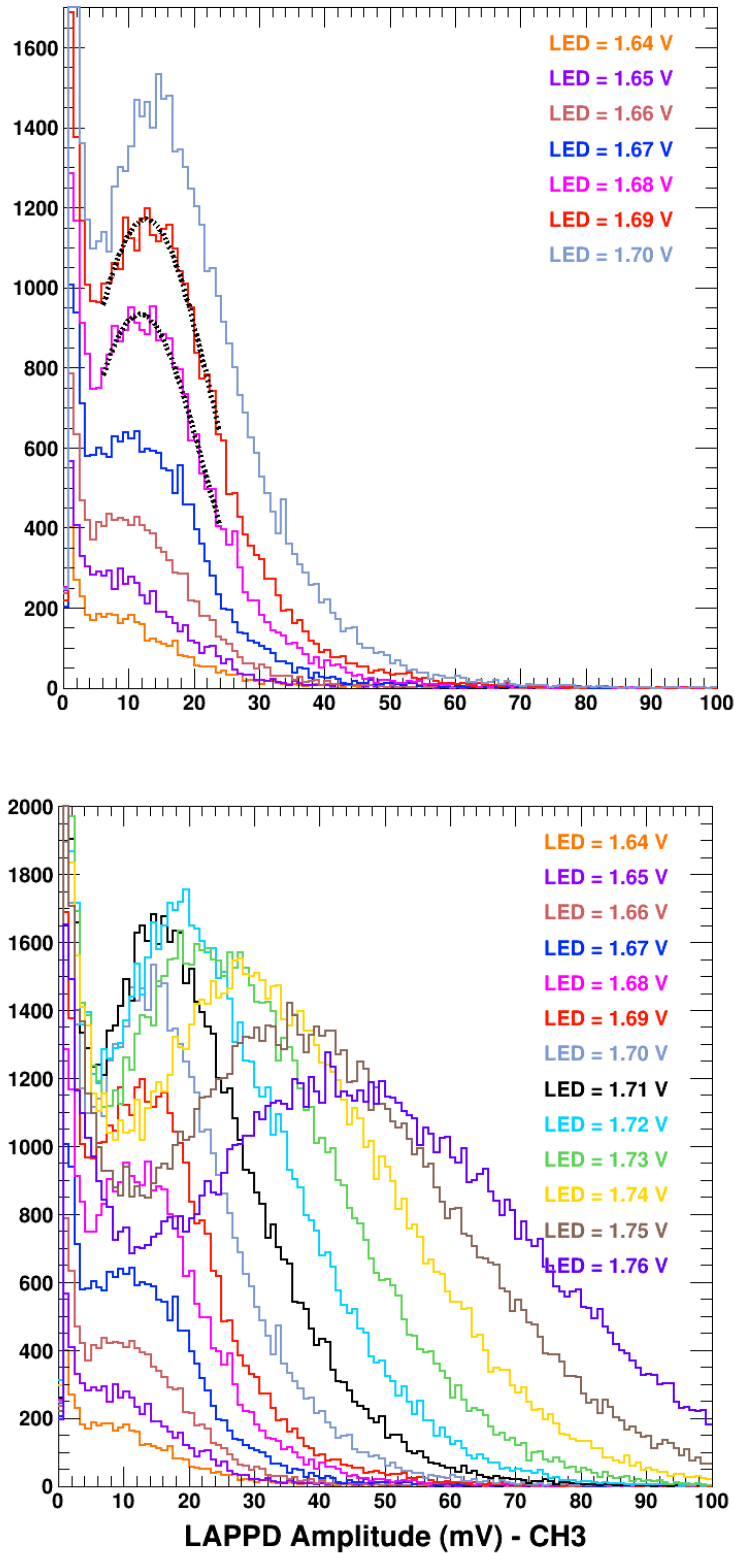 1600
1400
1200
1000
800
600
400
200
0
0 10 20 30 40 50 60 70 80 90 100
LED = 1.64 V
LED = 1.65 V
LED = 1.66 V
LED = 1.67 V
LED = 1.68 V
LED = 1.69 V
LED = 1.70 V
2000
1800
1600
1400
1200
1000
800
600
400
200
0
0 10 20 30 40 50 60 70 80 90 100
LED = 1.64 V
LED = 1.65 V
LED = 1.66 V
LED = 1.67 V
LED = 1.68 V
LED = 1.69 V
LED = 1.70 V
LED = 1.71 V
LED = 1.72 V
LED = 1.73 V
LED = 1.74 V
LED = 1.75 V
LED = 1.76 V
LAPPD Amplitude (mV) - CH3